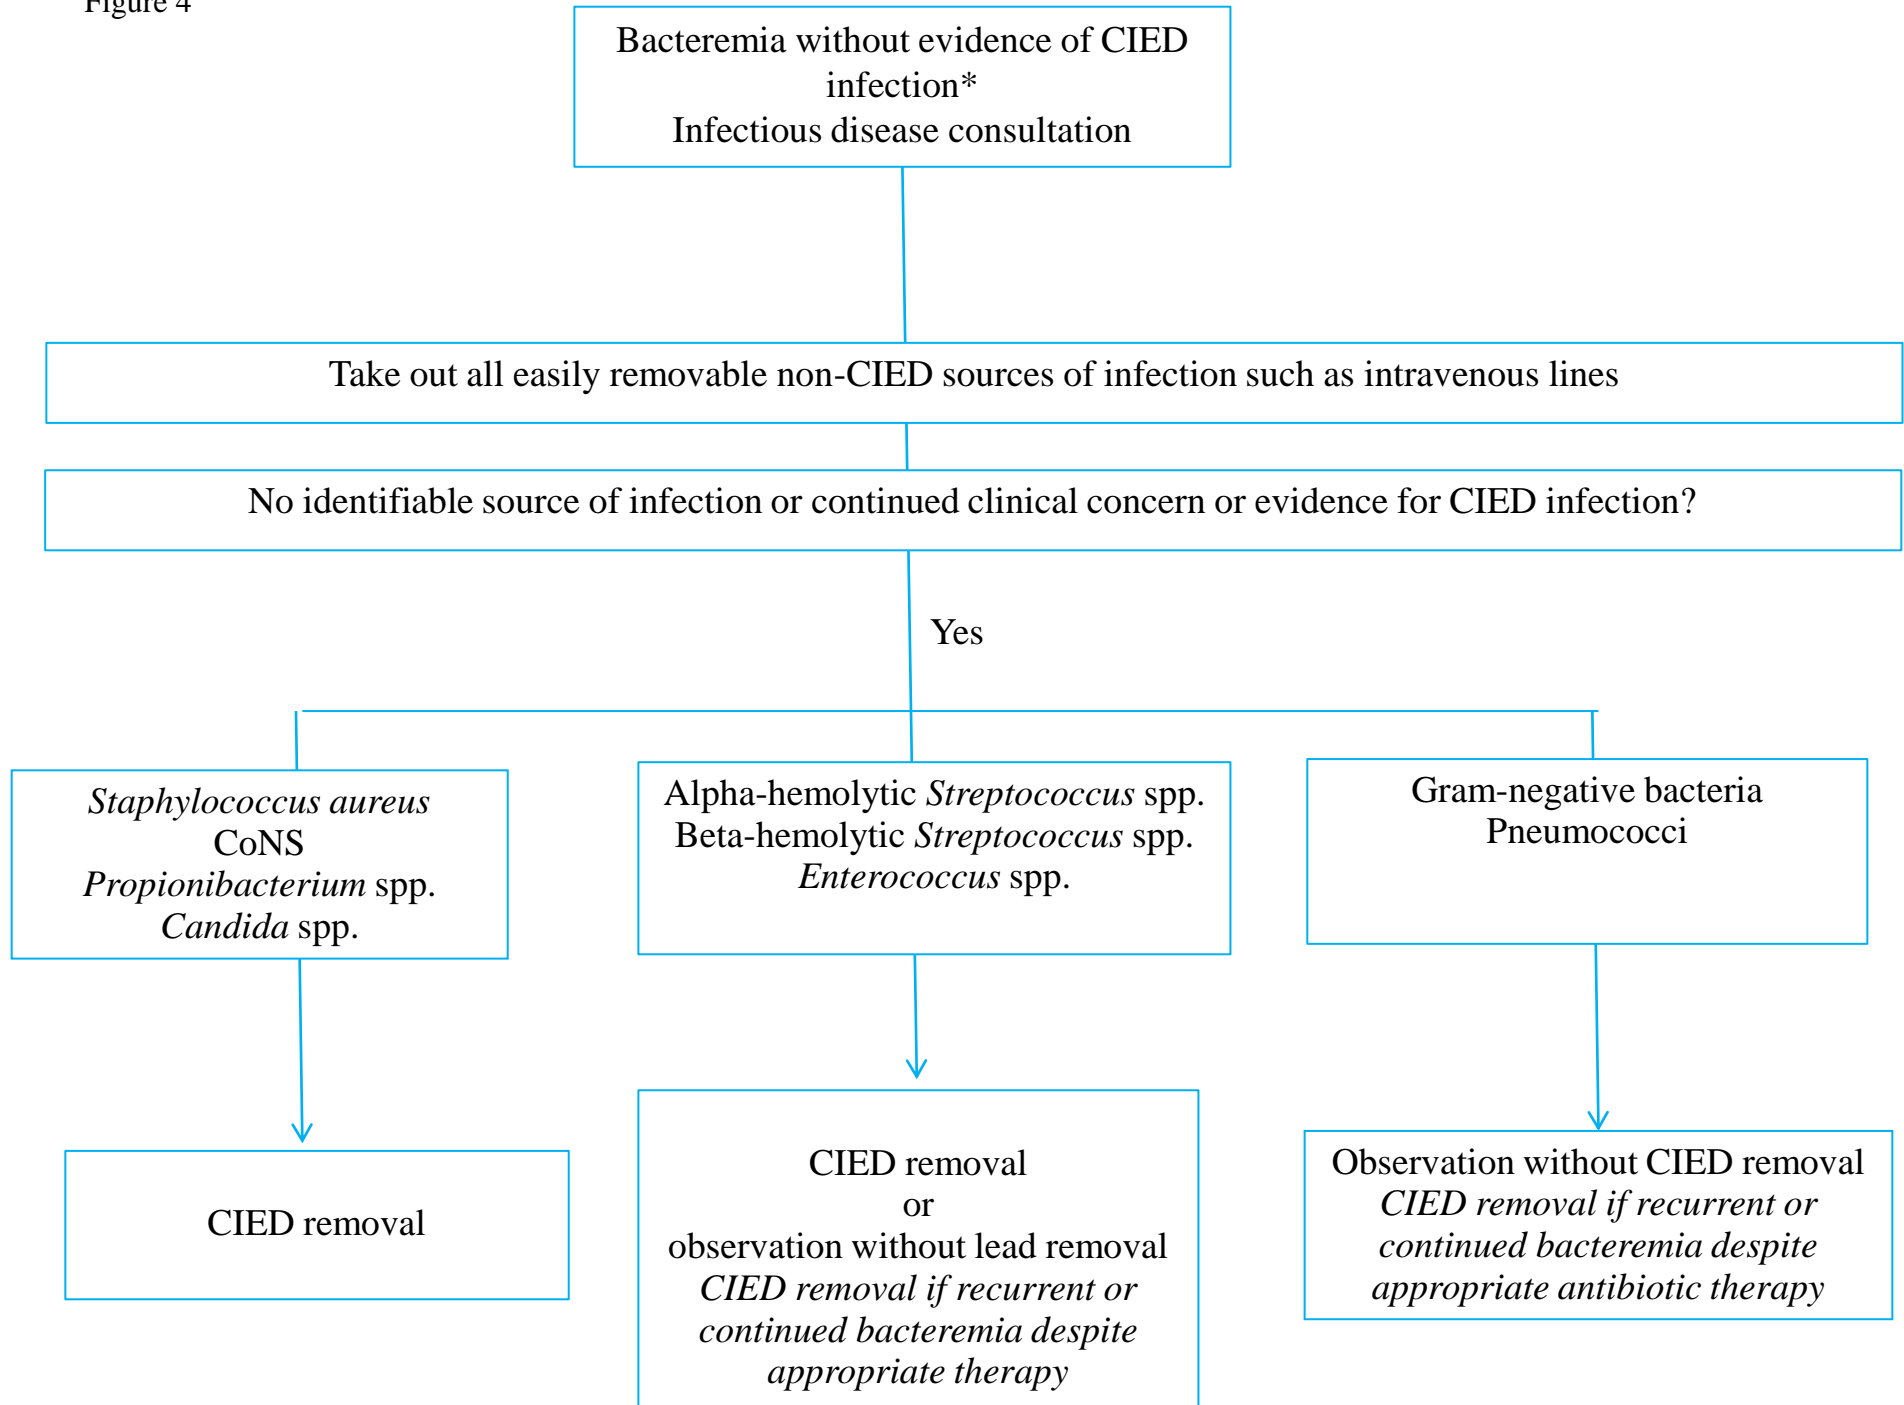 Figure 4
Bacteremia without evidence of CIED
infection*
Infectious disease consultation
Take out all easily removable non-CIED sources of infection such as intravenous lines
No identifiable source of infection or continued clinical concern or evidence for CIED infection?
Yes
Staphylococcus aureus
CoNS
Propionibacterium spp.
Candida spp.
Alpha-hemolytic Streptococcus spp.
Beta-hemolytic Streptococcus spp.
Enterococcus spp.
Gram-negative bacteria
Pneumococci
CIED removal
CIED removal
or
observation without lead removal
CIED removal if recurrent or
continued bacteremia despite
appropriate therapy
Observation without CIED removal
CIED removal if recurrent or
continued bacteremia despite
appropriate antibiotic therapy